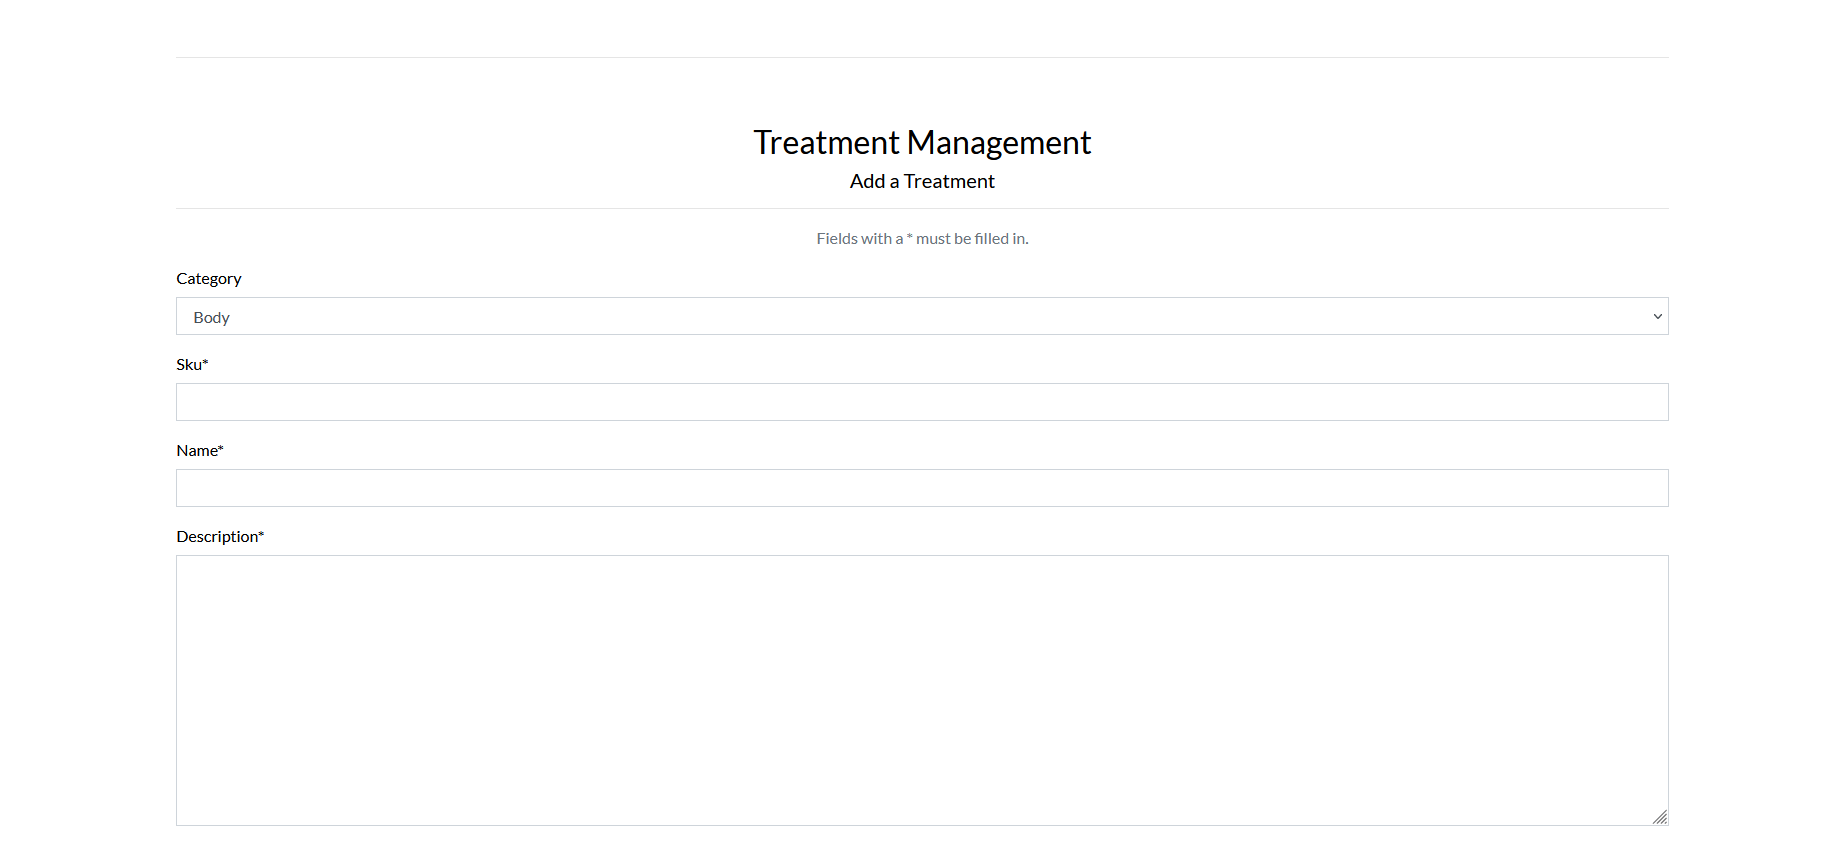 Treatment Management
Add a Treatment
Fields with a * must be filled in.
Category
Body
Sku*
Name*
Description*